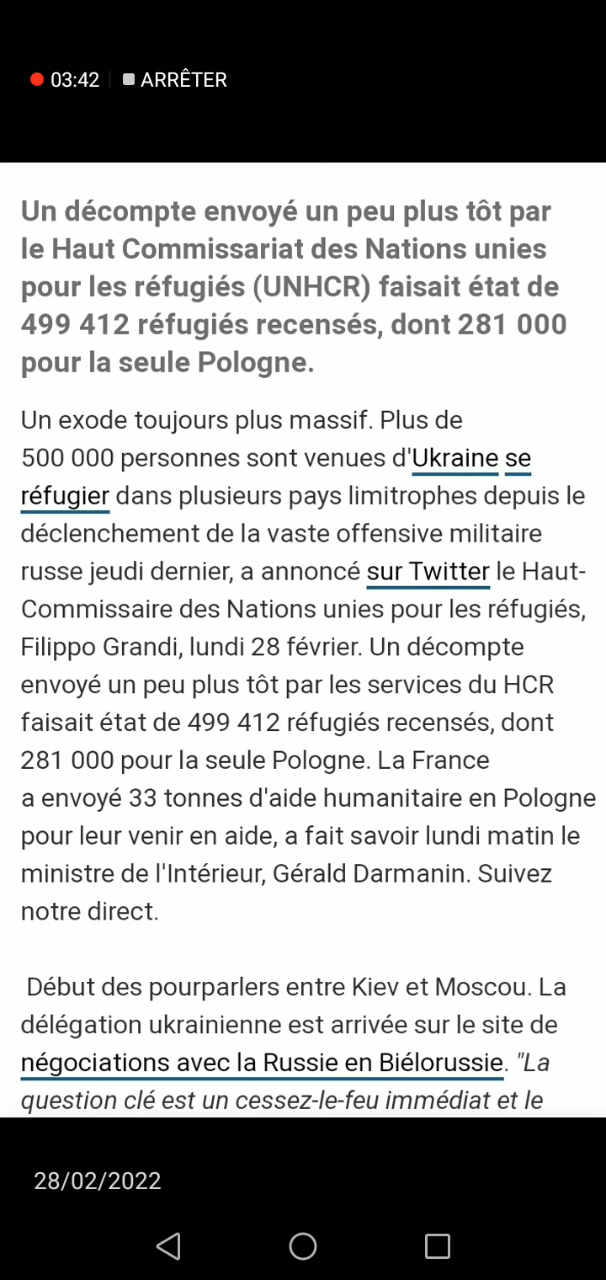 03:42 ARRÊTER
Un décompte envoyé un peu plus tôt par
le Haut Commissariat des Nations unies
pour les réfugiés (UNHCR) faisait état de
499 412 réfugiés recensés, dont 281 000
pour la seule Pologne.
Un exode toujours plus massif. Plus de
500 000 personnes sont venues d'Ukraine se
réfugier dans plusieurs pays limitrophes depuis le
déclenchement de la vaste offensive militaire
russe jeudi dernier, a annoncé sur Twitter le Haut-
Commissaire des Nations unies pour les réfugiés,
Filippo Grandi, lundi 28 février. Un décompte
envoyé un peu plus tôt par les services du HCR
faisait état de 499 412 réfugiés recensés, dont
281 000 pour la seule Pologne. La France
a envoyé 33 tonnes d'aide humanitaire en Pologne
pour leur venir en aide, a fait savoir lundi matin le
ministre de l'Intérieur, Gérald Darmanin. Suivez
notre direct.
Début des pourparlers entre Kiev et Moscou. La
délégation ukrainienne est arrivée sur le site de
négociations avec la Russie en Biélorussie. "La
question clé est un cessez-le-feu immédiat et le
28/02/2022